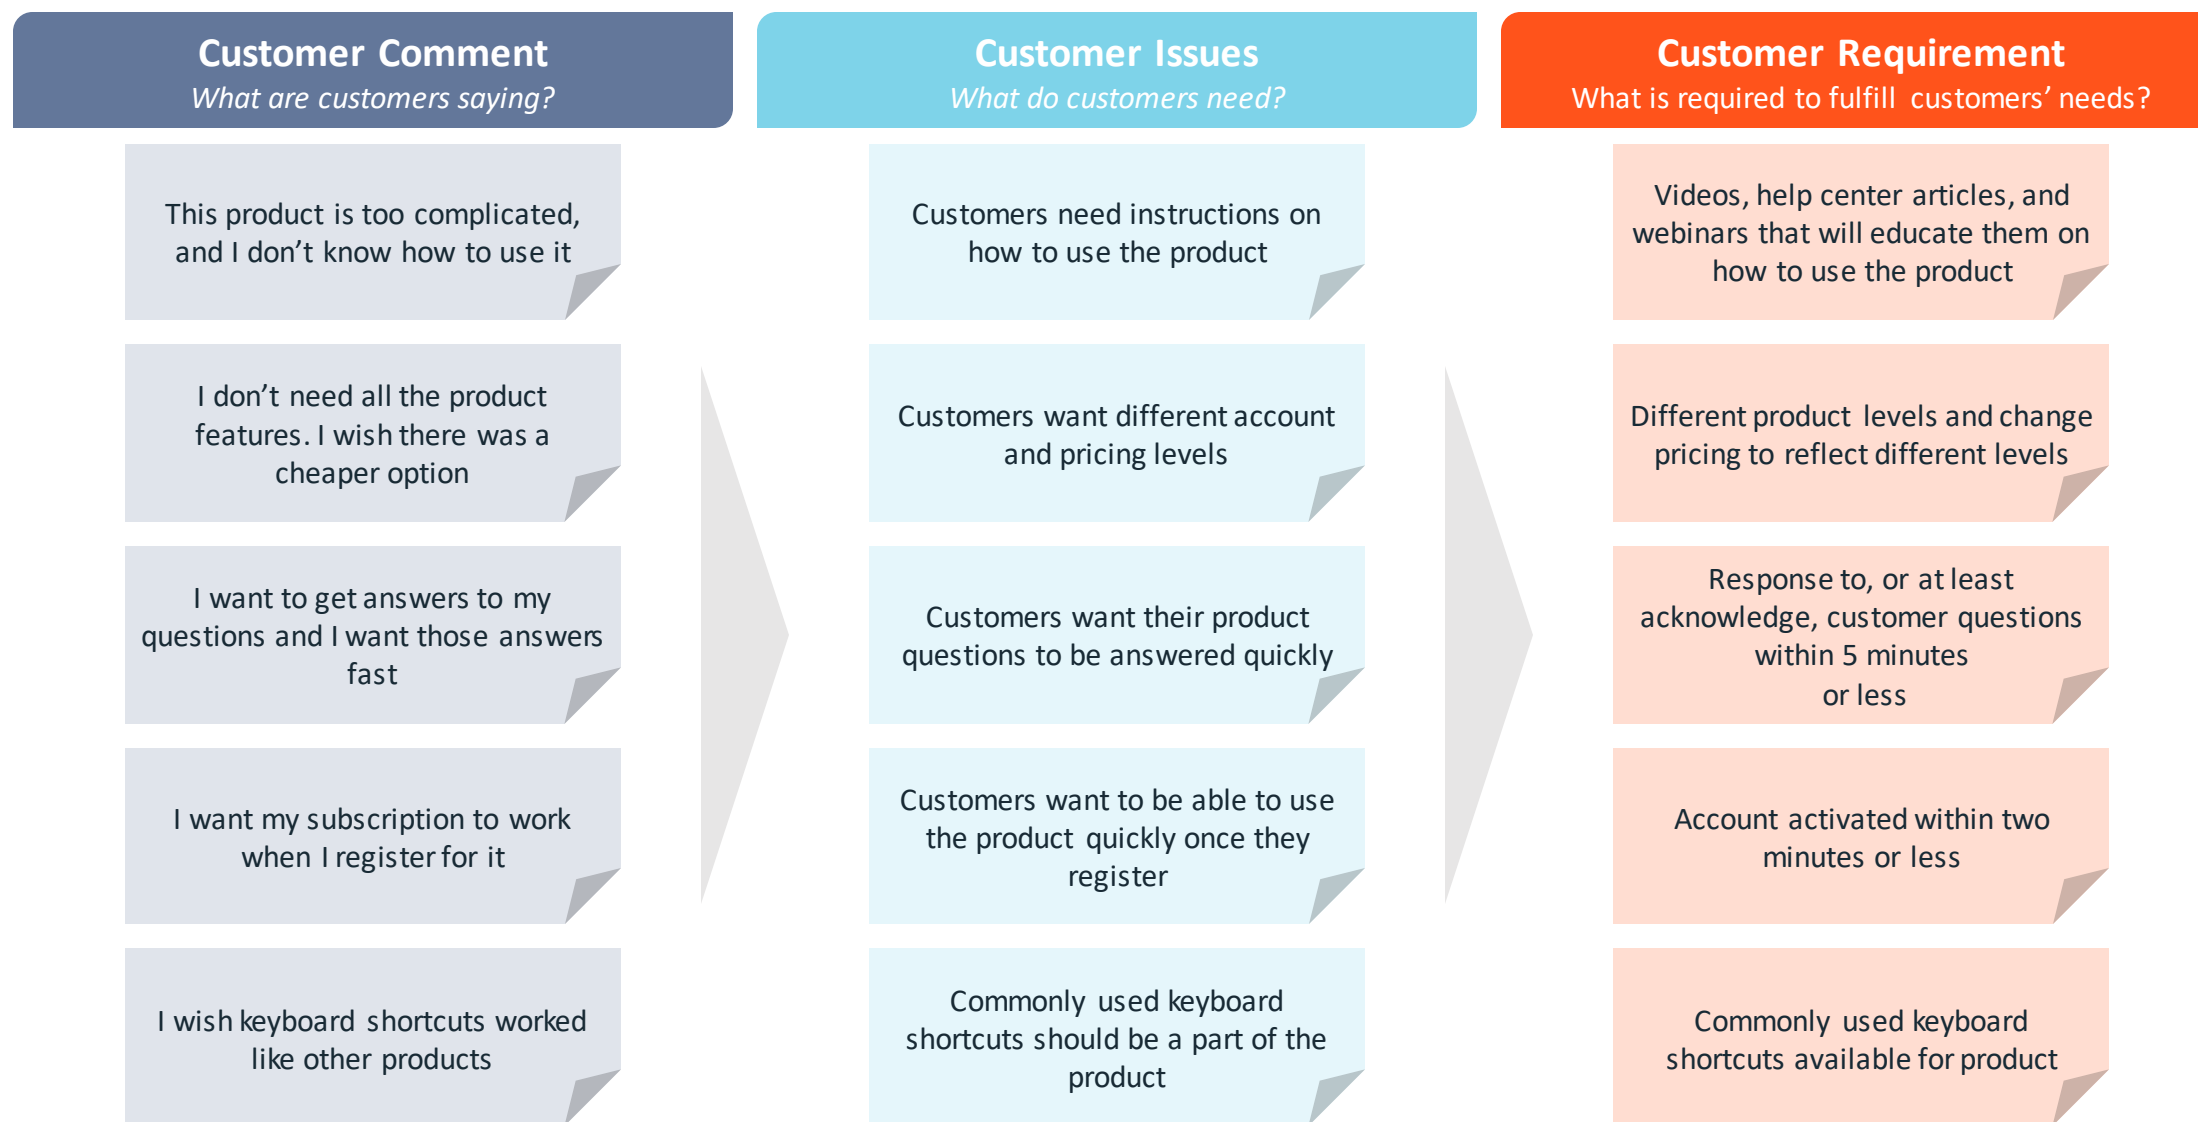 Customer Comment
What are customers saying?
Customer Issues
What do customers need?
Customer Requirement
What is required to fulfill customers’ needs?
This product is too complicated,
and I don’t know how to use it
Customers need instructions on
how to use the product
Videos, help center articles, and
webinars that will educate them on
how to use the product
I don’t need all the product
features. I wish there was a
cheaper option
Customers want different account
and pricing levels
Different product levels and change
pricing to reflect different levels
I want to get answers to my
questions and I want those answers
fast
Customers want their product
questions to be answered quickly
Response to, or at least
acknowledge, customer questions
within 5 minutes
or less
I want my subscription to work
when I register for it
Customers want to be able to use
the product quickly once they
register
Account activated within two
minutes or less
I wish keyboard shortcuts worked
like other products
Commonly used keyboard
shortcuts should be a part of the
product
Commonly used keyboard
shortcuts available for product